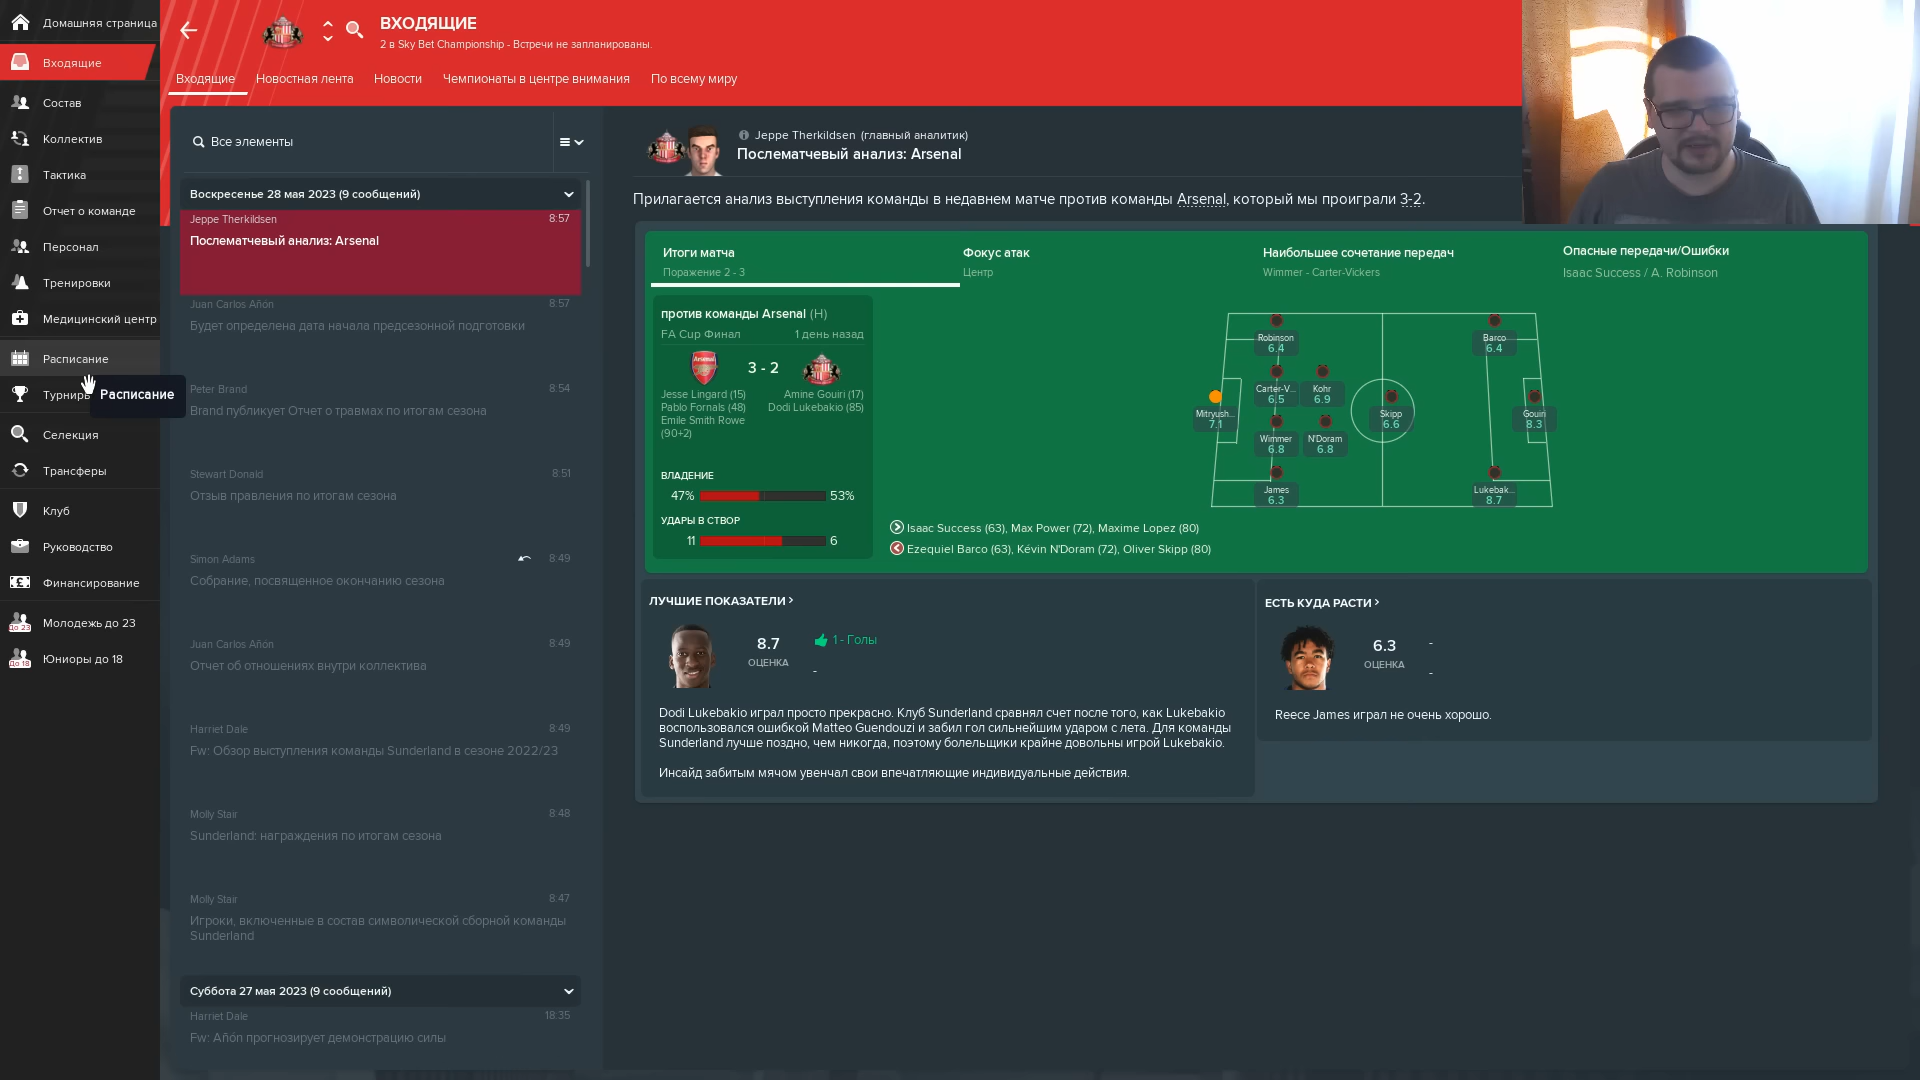 Домашняя страница
Входящие
Состав
Коллектив
Тактика
Отчет о команде
Персонал
Тренировки
Медицинский центр
Расписание
Турниры
Расписание
Селекция
Трансферы
Клуб
Руководство
Финансирование
До 23
Молодежь до 23
До 18
Юниоры до 18
ВХОДЯЩИЕ
2 в Sky Bet Championship - Встречи не запланированы.
Входящие Новостная лента Новости Чемпионаты в центре внимания По всему миру
Все элементы
Воскресенье 28 мая 2023 (9 сообщений)
Jeppe Therkildsen 8:57
Послематчевый анализ: Arsenal
Juan Carlos Añón 8:57
Будет определена дата начала предсезонной подготовки
Peter Brand 8:54
Brand публикует Отчет о травмах по итогам сезона
Stewart Donald 8:51
Отзыв правления по итогам сезона
Simon Adams 8:49
Собрание, посвященное окончанию сезона
Juan Carlos Añón 8:49
Отчет об отношениях внутри коллектива
Harriet Dale 8:49
Fw: Обзор выступления команды Sunderland в сезоне 2022/23
Molly Stair 8:48
Sunderland: награждения по итогам сезона
Molly Stair 8:47
Игроки, включенные в состав символической сборной команды
Sunderland
Суббота 27 мая 2023 (9 сообщений)
Harriet Dale 18:35
Fw: Añón прогнозирует демонстрацию силы
Jeppe Therkildsen (главный аналитик)
Послематчевый анализ: Arsenal
Прилагается анализ выступления команды в недавнем матче против команды Arsenal, который мы проиграли 3-2.
Итоги матча
Поражение 2 - 3
Фокус атак
Центр
Наибольшее сочетание передач
Wimmer - Carter-Vickers
Опасные передачи/Ошибки
Isaac Success / A. Robinson
против команды Arsenal (Н)
FA Cup Финал 1 день назад
Arsenal
3 - 2
Jesse Lingard (15) Amine Gouiri (17)
Pablo Fornals (48) Dodi Lukebakio (85)
Emile Smith Rowe
(90+2)
ВЛАДЕНИЕ
47% 53%
УДАРЫ В СТВОР
11 6
Robinson
6.4
Barco
6.4
Carter-V...
6.5
Kohr
6.9
Mitryush...
7.1
Skipp
6.6
Gouiri
8.3
Wimmer
6.8
N'Doram
6.8
James
6.3
Lukebak...
8.7
Isaac Success (63), Max Power (72), Maxime Lopez (80)
Ezequiel Barco (63), Kévin N'Doram (72), Oliver Skipp (80)
ЛУЧШИЕ ПОКАЗАТЕЛИ >
8.7
ОЦЕНКА
1 - Голы
-
Dodi Lukebakio играл просто прекрасно. Клуб Sunderland сравнял счет после того, как Lukebakio
воспользовался ошибкой Matteo Guendouzi и забил гол сильнейшим ударом с лета. Для команды
Sunderland лучше поздно, чем никогда, поэтому болельщики крайне довольны игрой Lukebakio.
Инсайд забитым мячом увенчал свои впечатляющие индивидуальные действия.
ЕСТЬ КУДА РАСТИ >
6.3
ОЦЕНКА
-
-
Reece James играл не очень хорошо.